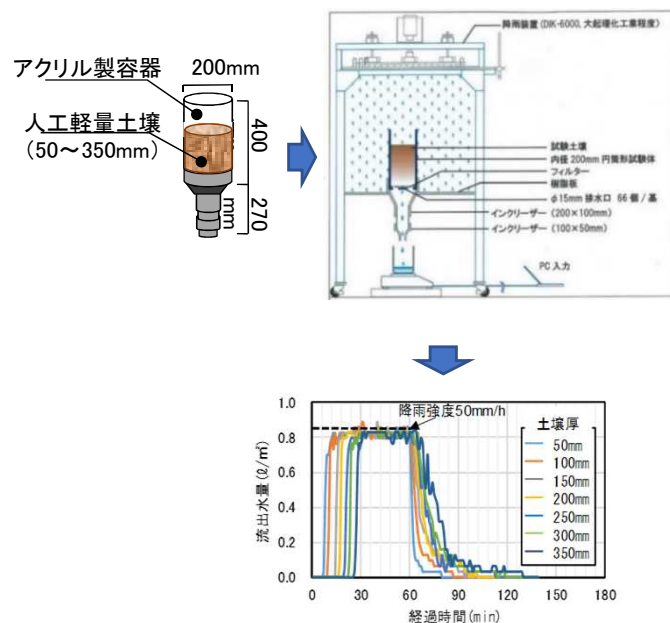 アクリル製容器
200mm
人工軽量土壌
（50～350mm）
400
270
mm
降雨装置（DIK-6000, 大起理化工業程度）
試験土壌
内径 200mm 円筒形試験体
フィルター
樹脂板
φ15mm 排水口 66 個 / 基
インクリーザー （200×100mm）
インクリーザー （100×50mm）
PC 入力
降雨強度50mm/h
流出水量(ℓ/㎡)
1.0
0.8
0.6
0.4
0.2
0.0
土壌厚
50mm
100mm
150mm
200mm
250mm
300mm
350mm
0 30 60 90 120 150 180
経過時間(min)